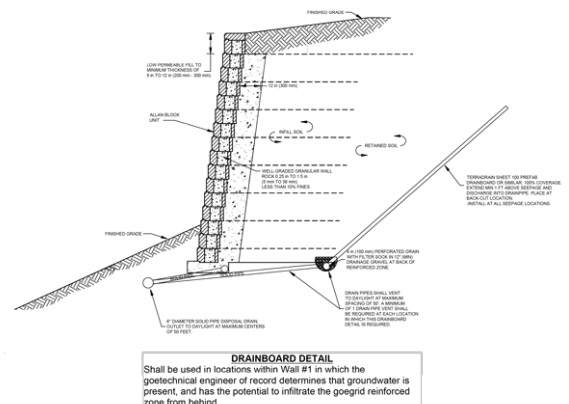 FINISHED GRADE
LOW PERMEABLE FILL TO
MINIMUM THICKNESS OF
8 IN TO 12 IN (200 mm - 300 mm)
12 in (300 mm)
ALLAN BLOCK
UNIT
INFILL SOIL
RETAINED SOIL
WELL-GRADED GRANULAR WALL
ROCK 0.25 IN TO 1.5 in
(5 mm TO 38 mm)
LESS THAN 10% FINES
TERRADRAIN SHEET 100 PREFAB
DRAINBOARD OR SIMILAR, 100% COVERAGE
EXTEND MIN 1 FT ABOVE SEEPAGE AND
DISCHARGE INTO DRAINPIPE. PLACE AT
BACK-CUT LOCATION.
-INSTALL AT ALL SEEPAGE LOCATIONS
FINISHED GRADE
4 in (100 mm) PERFORATED DRAIN
WITH FILTER SOCK IN 12" (MIN)
DRAINAGE GRAVEL AT BACK OF
REINFORCED ZONE.
DRAIN PIPES SHALL VENT
TO DAYLIGHT AT MAXIMUM
SPACING OF 50'. A MINIMUM
OF 1 DRAIN PIPE VENT SHALL
BE REQUIRED AT EACH LOCATION
IN WHICH THIS DRAINBOARD
DETAIL IS REQUIRED.
6" DIAMETER SOLID PIPE DISPOSAL DRAIN,
OUTLET TO DAYLIGHT AT MAXIMUM CENTERS
OF 50 FEET.
DRAINBOARD DETAIL
Shall be used in locations within Wall #1 in which the
goetechnical engineer of record determines that groundwater is
present, and has the potential to infiltrate the goegrid reinforced
zone from behind